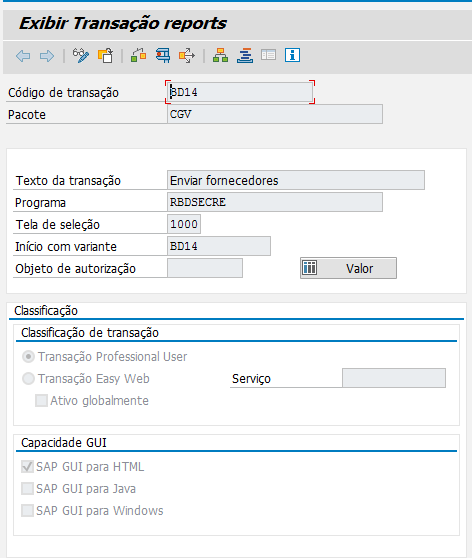 Exibir Transação reports
Código de transação BD14
Pacote CGV
Texto da transação Enviar fornecedores
Programa RBDSECRE
Tela de seleção 1000
Início com variante BD14
Objeto de autorização Valor
Classificação
Classificação de transação
Transação Professional User
Transação Easy Web Serviço
Ativo globalmente
Capacidade GUI
SAP GUI para HTML
SAP GUI para Java
SAP GUI para Windows